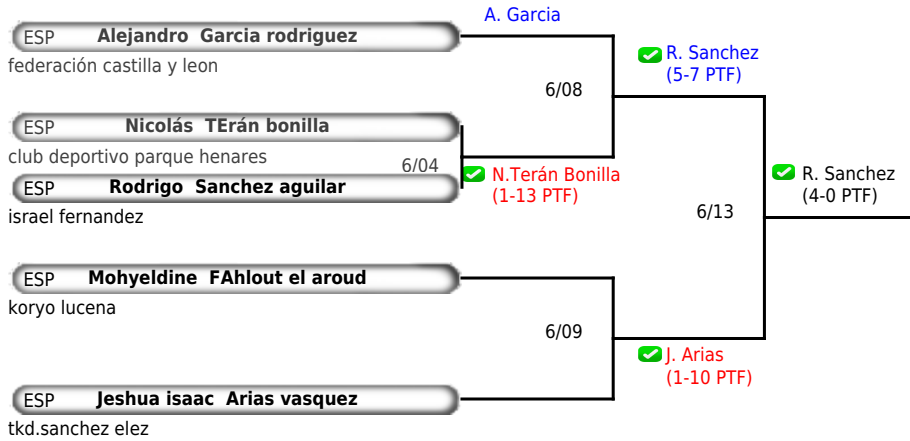 A. Garcia
ESP Alejandro Garcia rodriguez
federación castilla y leon
R. Sanchez
(5-7 PTF)
6/08
ESP Nicolás TErán bonilla
club deportivo parque henares
6/04
ESP Rodrigo Sanchez aguilar
israel fernandez
N.Terán Bonilla
(1-13 PTF)
R. Sanchez
(4-0 PTF)
6/13
ESP Mohyeldine FAhlout el aroud
koryo lucena
6/09
J. Arias
(1-10 PTF)
ESP Jeshua isaac Arias vasquez
tkd.sanchez elez